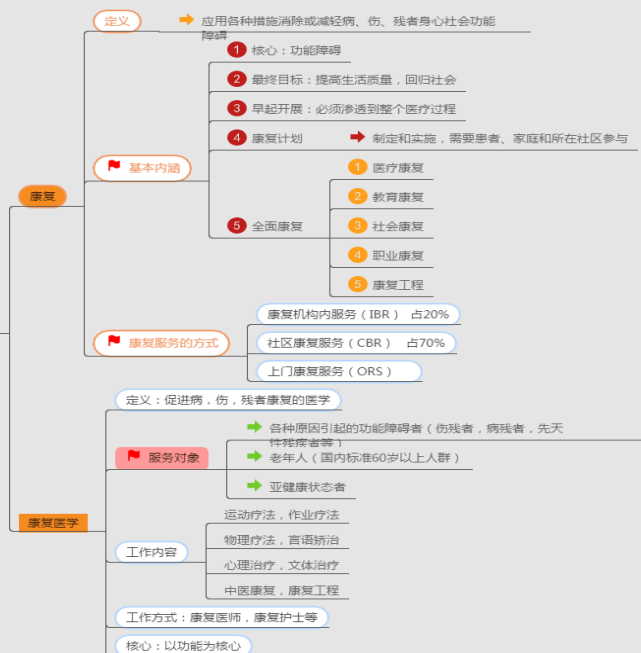 定义
应用各种措施消除或减轻病、伤、残者身心社会功能
障碍
1 核心：功能障碍
2 最终目标：提高生活质量，回归社会
3 早起开展：必须渗透到整个医疗过程
4 康复计划
制定和实施，需要患者、家庭和所在社区参与
基本内涵
1 医疗康复
2 教育康复
康复
5 全面康复
3 社会康复
4 职业康复
5 康复工程
康复机构内服务（IBR） 占20%
康复服务的方式
社区康复服务（CBR） 占70%
上门康复服务（ORS）
定义：促进病，伤，残者康复的医学
各种原因引起的功能障碍者（伤残者，病残者，先天
性残疾者等）
服务对象
老年人（国内标准60岁以上人群）
亚健康状态者
康复医学
运动疗法，作业疗法
物理疗法，言语矫治
工作内容
心理治疗，文体治疗
中医康复，康复工程
工作方式：康复医师，康复护士等
核心：以功能为核心